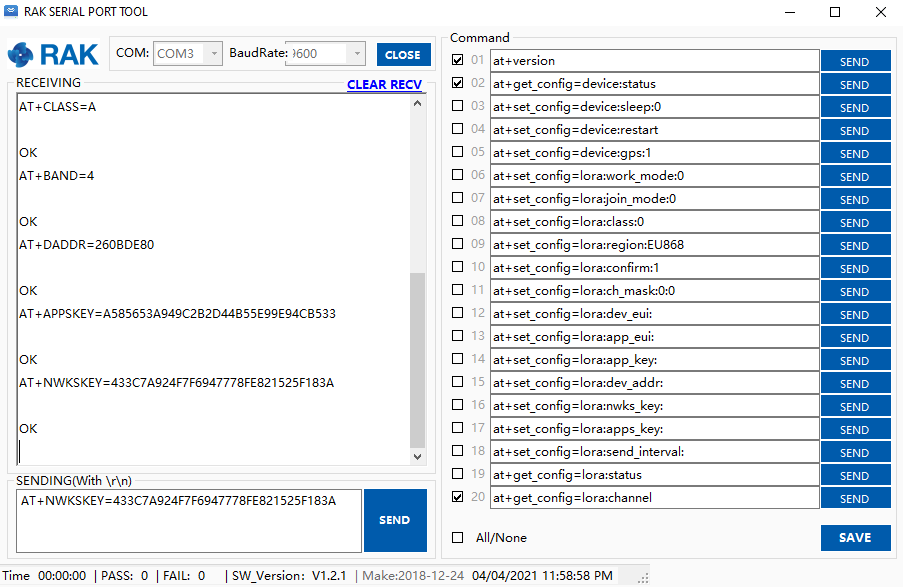 RAK SERIAL PORT TOOL
RAK
COM: COM3 BaudRate: 9600 CLOSE
RECEIVING
CLEAR RECV
AT+CLASS=A
OK
AT+BAND=4
OK
AT+DADDR=260BDE80
OK
AT+APPSKEY=A585653A949C2B2D44B55E99E94CB533
OK
AT+NWKSKEY=433C7A924F7F6947778FE821525F183A
OK
SENDING(With \r\n)
AT+NWKSKEY=433C7A924F7F6947778FE821525F183A
SEND
Command
01 at+version SEND
02 at+get_config=device:status SEND
03 at+set_config=device:sleep:0 SEND
04 at+set_config=device:restart SEND
05 at+set_config=device:gps:1 SEND
06 at+set_config=lora:work_mode:0 SEND
07 at+set_config=lora:join_mode:0 SEND
08 at+set_config=lora:class:0 SEND
09 at+set_config=lora:region:EU868 SEND
10 at+set_config=lora:confirm:1 SEND
11 at+set_config=lora:ch_mask:0:0 SEND
12 at+set_config=lora:dev_eui: SEND
13 at+set_config=lora:app_eui: SEND
14 at+set_config=lora:app_key: SEND
15 at+set_config=lora:dev_addr: SEND
16 at+set_config=lora:nwks_key: SEND
17 at+set_config=lora:apps_key: SEND
18 at+set_config=lora:send_interval: SEND
19 at+get_config=lora:status SEND
20 at+get_config=lora:channel SEND
All/None
SAVE
Time 00:00:00 | PASS: 0 | FAIL: 0 | SW_Version: V1.2.1 | Make:2018-12-24 04/04/2021 11:58:58 PM